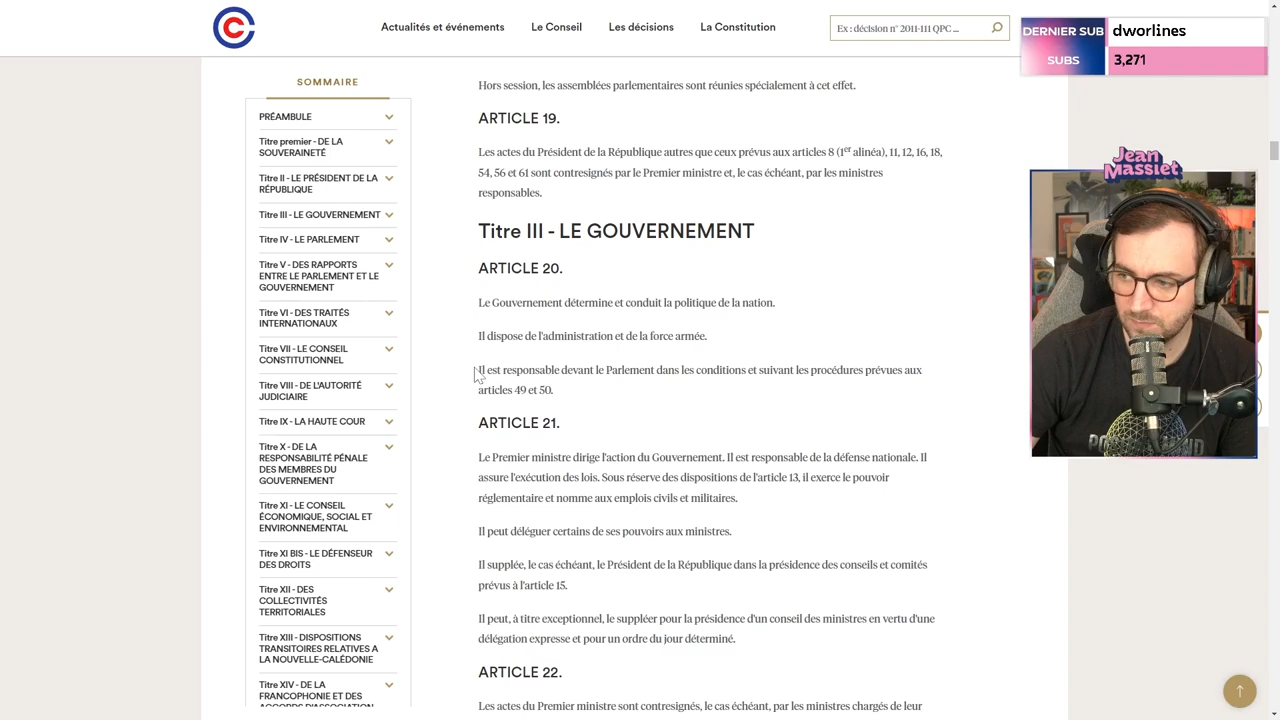 Actualités et événements
Le Conseil
Les décisions
La Constitution
Ex : décision n° 2011-111 QPC ...
DERNIER SUB
dworlines
SUBS
3,271
Jean
Massiet
SOMMAIRE
PRÉAMBULE
Titre premier - DE LA
SOUVERAINETÉ
Titre II - LE PRÉSIDENT DE LA
RÉPUBLIQUE
Titre III - LE GOUVERNEMENT
Titre IV - LE PARLEMENT
Titre V - DES RAPPORTS
ENTRE LE PARLEMENT ET LE
GOUVERNEMENT
Titre VI - DES TRAITÉS
INTERNATIONAUX
Titre VII - LE CONSEIL
CONSTITUTIONNEL
Titre VIII - DE L'AUTORITÉ
JUDICIAIRE
Titre IX - LA HAUTE COUR
Titre X - DE LA
RESPONSABILITÉ PÉNALE
DES MEMBRES DU
GOUVERNEMENT
Titre XI - LE CONSEIL
ÉCONOMIQUE, SOCIAL ET
ENVIRONNEMENTAL
Titre XI BIS - LE DÉFENSEUR
DES DROITS
Titre XII - DES
COLLECTIVITÉS
TERRITORIALES
Titre XIII - DISPOSITIONS
TRANSITOIRES RELATIVES A
LA NOUVELLE-CALÉDONIE
Titre XIV - DE LA
FRANCOPHONIE ET DES
ACCORDS D'ASSOCIATION
Hors session, les assemblées parlementaires sont réunies spécialement à cet effet.
ARTICLE 19.
Les actes du Président de la République autres que ceux prévus aux articles 8 (1er alinéa), 11, 12, 16, 18,
54, 56 et 61 sont contresignés par le Premier ministre et, le cas échéant, par les ministres
responsables.
Titre III - LE GOUVERNEMENT
ARTICLE 20.
Le Gouvernement détermine et conduit la politique de la nation.
Il dispose de l'administration et de la force armée.
Il est responsable devant le Parlement dans les conditions et suivant les procédures prévues aux
articles 49 et 50.
ARTICLE 21.
Le Premier ministre dirige l'action du Gouvernement. Il est responsable de la défense nationale. Il
assure l'exécution des lois. Sous réserve des dispositions de l'article 13, il exerce le pouvoir
réglementaire et nomme aux emplois civils et militaires.
Il peut déléguer certains de ses pouvoirs aux ministres.
Il supplée, le cas échéant, le Président de la République dans la présidence des conseils et comités
prévus à l'article 15.
Il peut, à titre exceptionnel, le suppléer pour la présidence d'un conseil des ministres en vertu d'une
délégation expresse et pour un ordre du jour déterminé.
ARTICLE 22.
Les actes du Premier ministre sont contresignés, le cas échéant, par les ministres chargés de leur